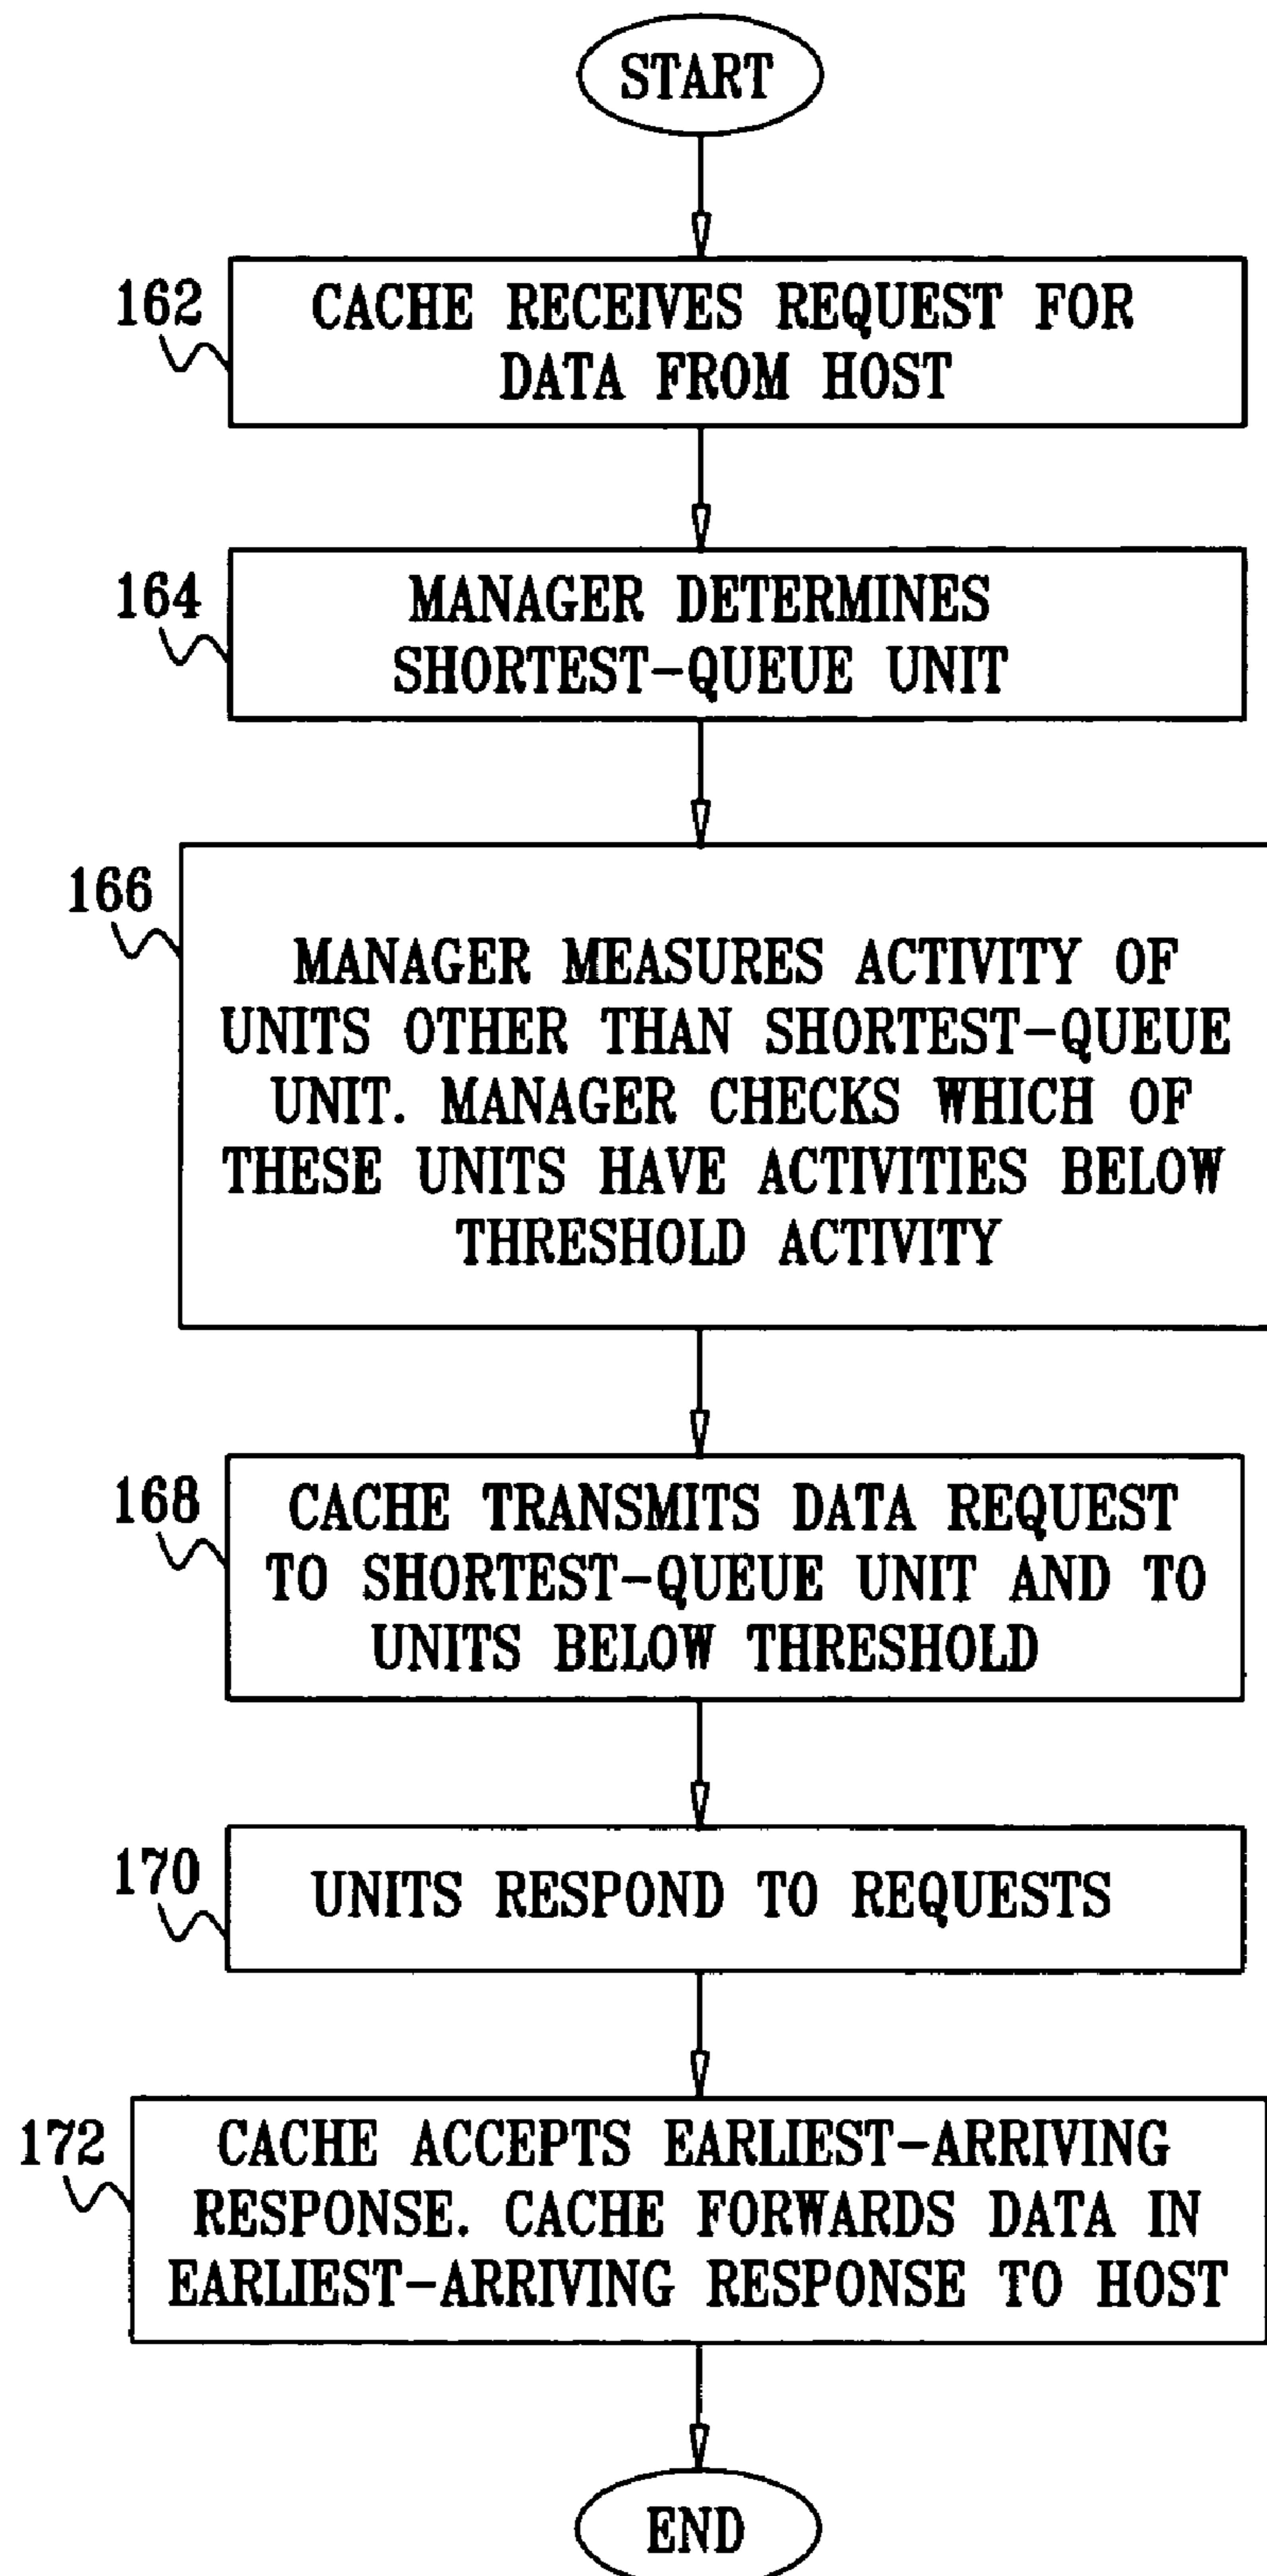 START
162
CACHE RECEIVES REQUEST FOR
DATA FROM HOST
164
MANAGER DETERMINES
SHORTEST-QUEUE UNIT
166
MANAGER MEASURES ACTIVITY OF
UNITS OTHER THAN SHORTEST-QUEUE
UNIT. MANAGER CHECKS WHICH OF
THESE UNITS HAVE ACTIVITIES BELOW
THRESHOLD ACTIVITY
168
CACHE TRANSMITS DATA REQUEST
TO SHORTEST-QUEUE UNIT AND TO
UNITS BELOW THRESHOLD
170
UNITS RESPOND TO REQUESTS
172
CACHE ACCEPTS EARLIEST-ARRIVING
RESPONSE. CACHE FORWARDS DATA IN
EARLIEST-ARRIVING RESPONSE TO HOST
END